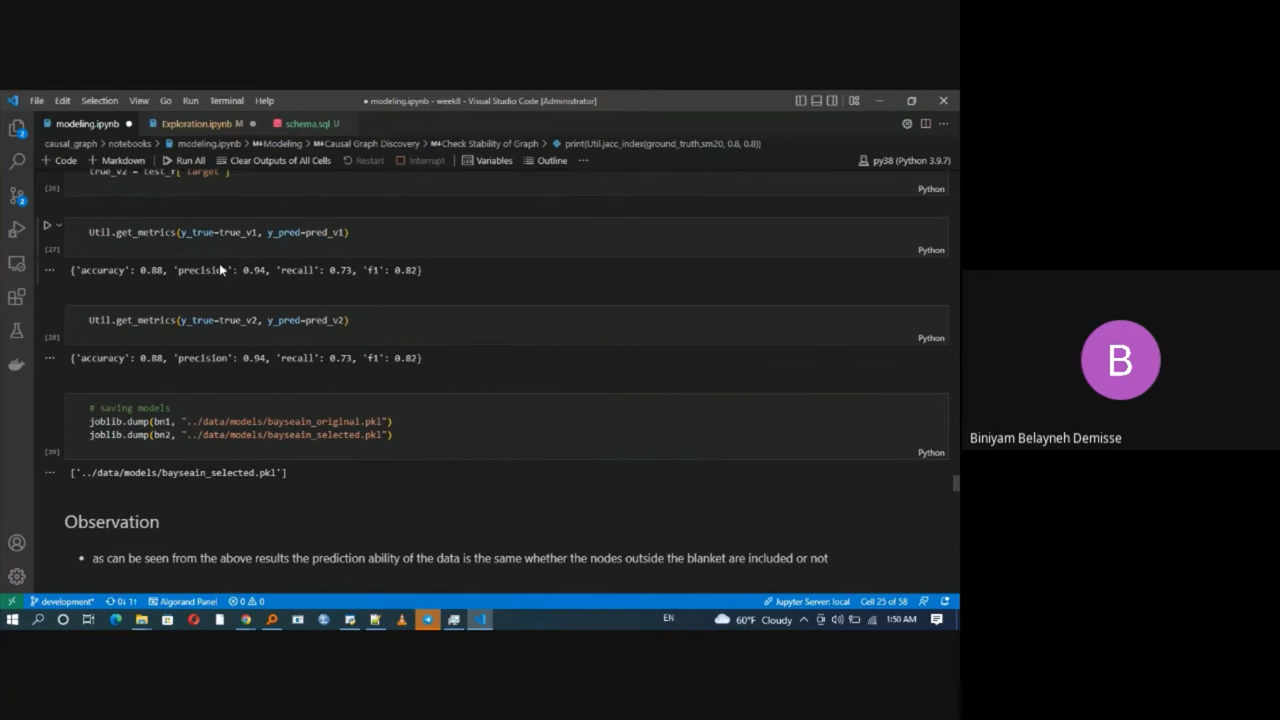 File Edit Selection View Go Run Terminal Help
● modeling.ipynb - week8 - Visual Studio Code [Administrator]
modeling.ipynb ●
Exploration.ipynb M ●
schema.sql U
causal_graph > notebooks > modeling.ipynb > Modeling > Causal Graph Discovery > Check Stability of Graph > print(Util.jacc_index(ground_truth,sm20, 0.8, 0.8))
+ Code + Markdown Run All Clear Outputs of All Cells Restart Interrupt Variables Outline ...
py38 (Python 3.9.7)
true_v2 = test_r['target']
[26]
Python
Util.get_metrics(y_true=true_v1, y_pred=pred_v1)
[27]
Python
... {'accuracy': 0.88, 'precision': 0.94, 'recall': 0.73, 'f1': 0.82}
Util.get_metrics(y_true=true_v2, y_pred=pred_v2)
[28]
Python
... {'accuracy': 0.88, 'precision': 0.94, 'recall': 0.73, 'f1': 0.82}
# saving models
joblib.dump(bn1, "../data/models/bayseain_original.pkl")
joblib.dump(bn2, "../data/models/bayseain_selected.pkl")
[29]
Python
... ['../data/models/bayseain_selected.pkl']
Observation
• as can be seen from the above results the prediction ability of the data is the same whether the nodes outside the blanket are included or not
development* 0↓ 1↑ Algorand Panel 0 0
Jupyter Server: local Cell 25 of 58
EN
60°F Cloudy
1:50 AM
B
Biniyam Belayneh Demisse